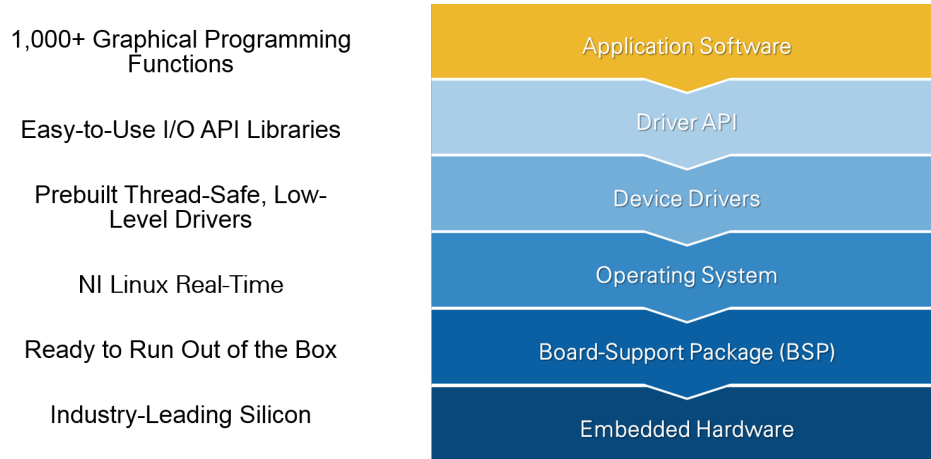 1,000+ Graphical Programming
Functions
Application Software
Easy-to-Use I/O API Libraries
Driver API
Prebuilt Thread-Safe, Low-
Level Drivers
Device Drivers
NI Linux Real-Time
Operating System
Ready to Run Out of the Box
Board-Support Package (BSP)
Industry-Leading Silicon
Embedded Hardware